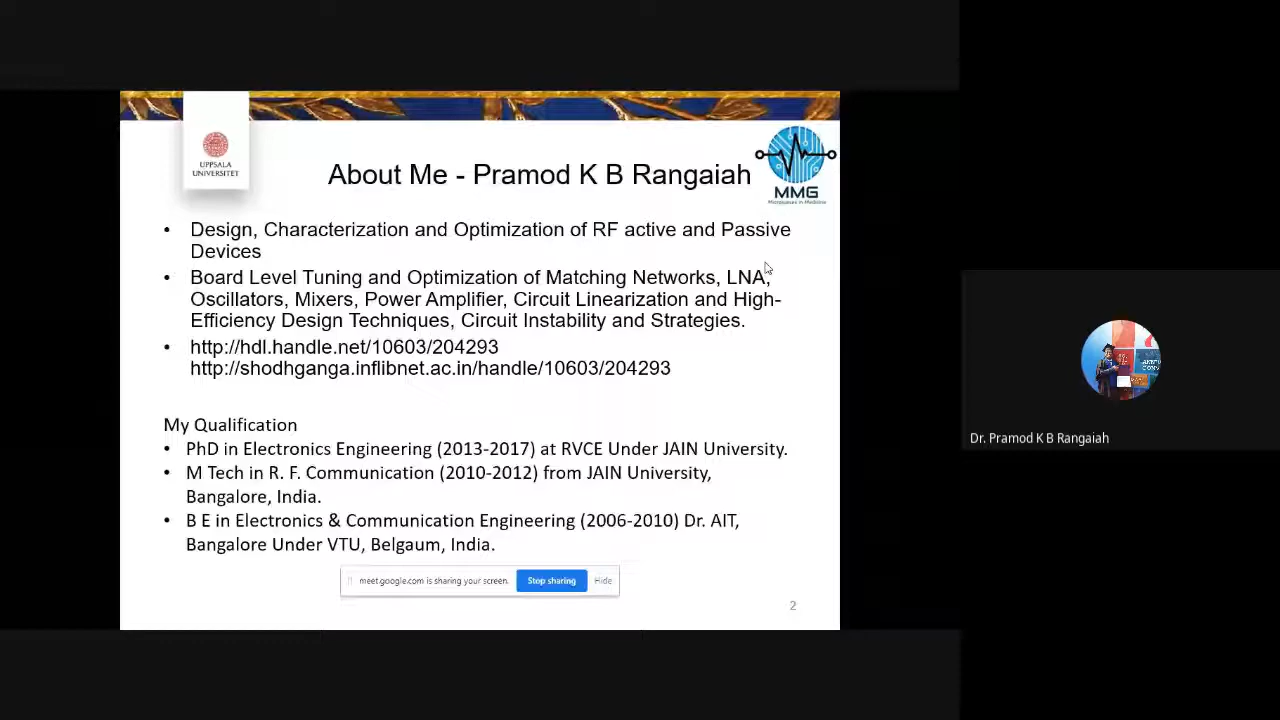 UPPSALA
UNIVERSITET
About Me - Pramod K B Rangaiah
MMG
Microwaves in Medicine
• Design, Characterization and Optimization of RF active and Passive
Devices
• Board Level Tuning and Optimization of Matching Networks, LNA,
Oscillators, Mixers, Power Amplifier, Circuit Linearization and High-
Efficiency Design Techniques, Circuit Instability and Strategies.
• http://hdl.handle.net/10603/204293
http://shodhganga.inflibnet.ac.in/handle/10603/204293
My Qualification
• PhD in Electronics Engineering (2013-2017) at RVCE Under JAIN University.
• M Tech in R. F. Communication (2010-2012) from JAIN University,
Bangalore, India.
• B E in Electronics & Communication Engineering (2006-2010) Dr. AIT,
Bangalore Under VTU, Belgaum, India.
meet.google.com is sharing your screen. Stop sharing Hide
2
Dr. Pramod K B Rangaiah